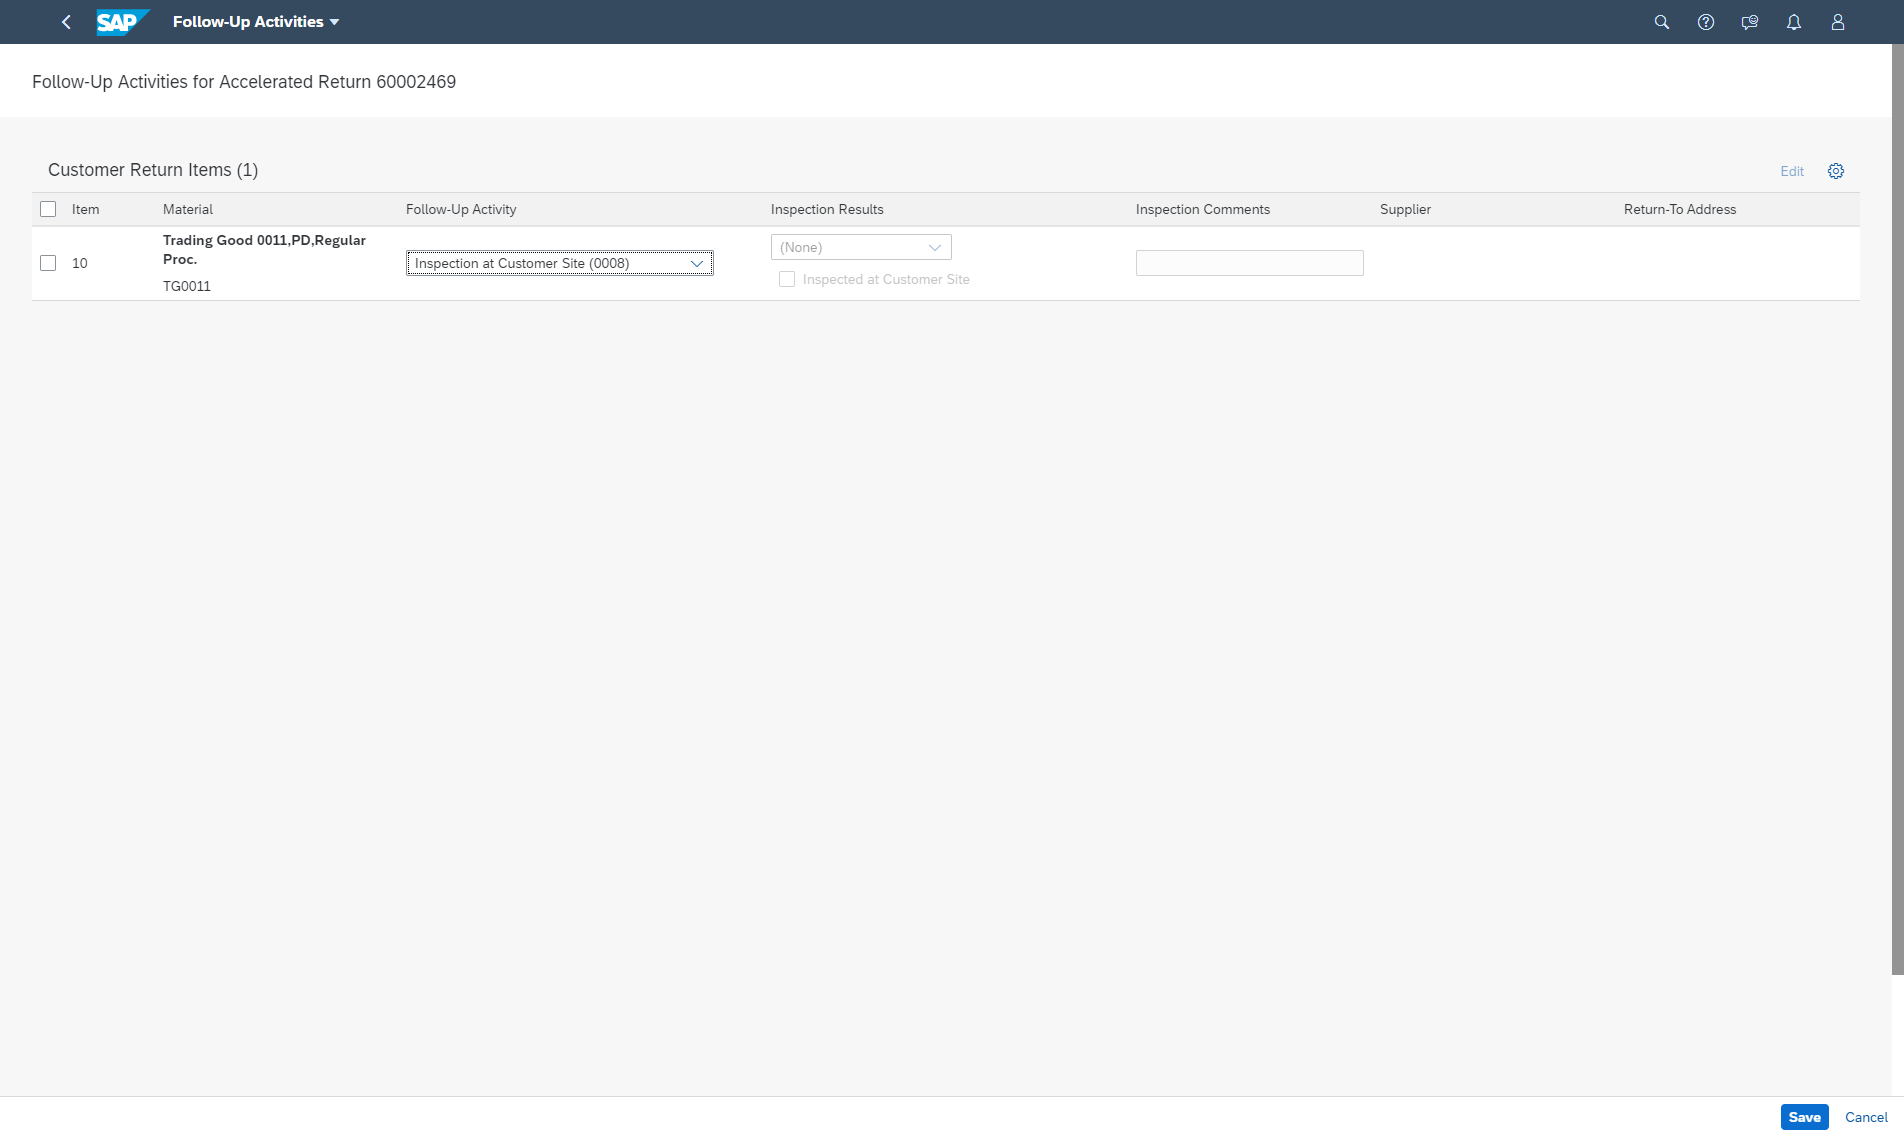 SAP Follow-Up Activities
Follow-Up Activities for Accelerated Return 60002469
Customer Return Items (1)
Edit
Item Material Follow-Up Activity Inspection Results Inspection Comments Supplier Return-To Address
10
Trading Good 0011,PD,Regular
Proc.
TG0011
Inspection at Customer Site (0008)
(None)
Inspected at Customer Site
Save Cancel